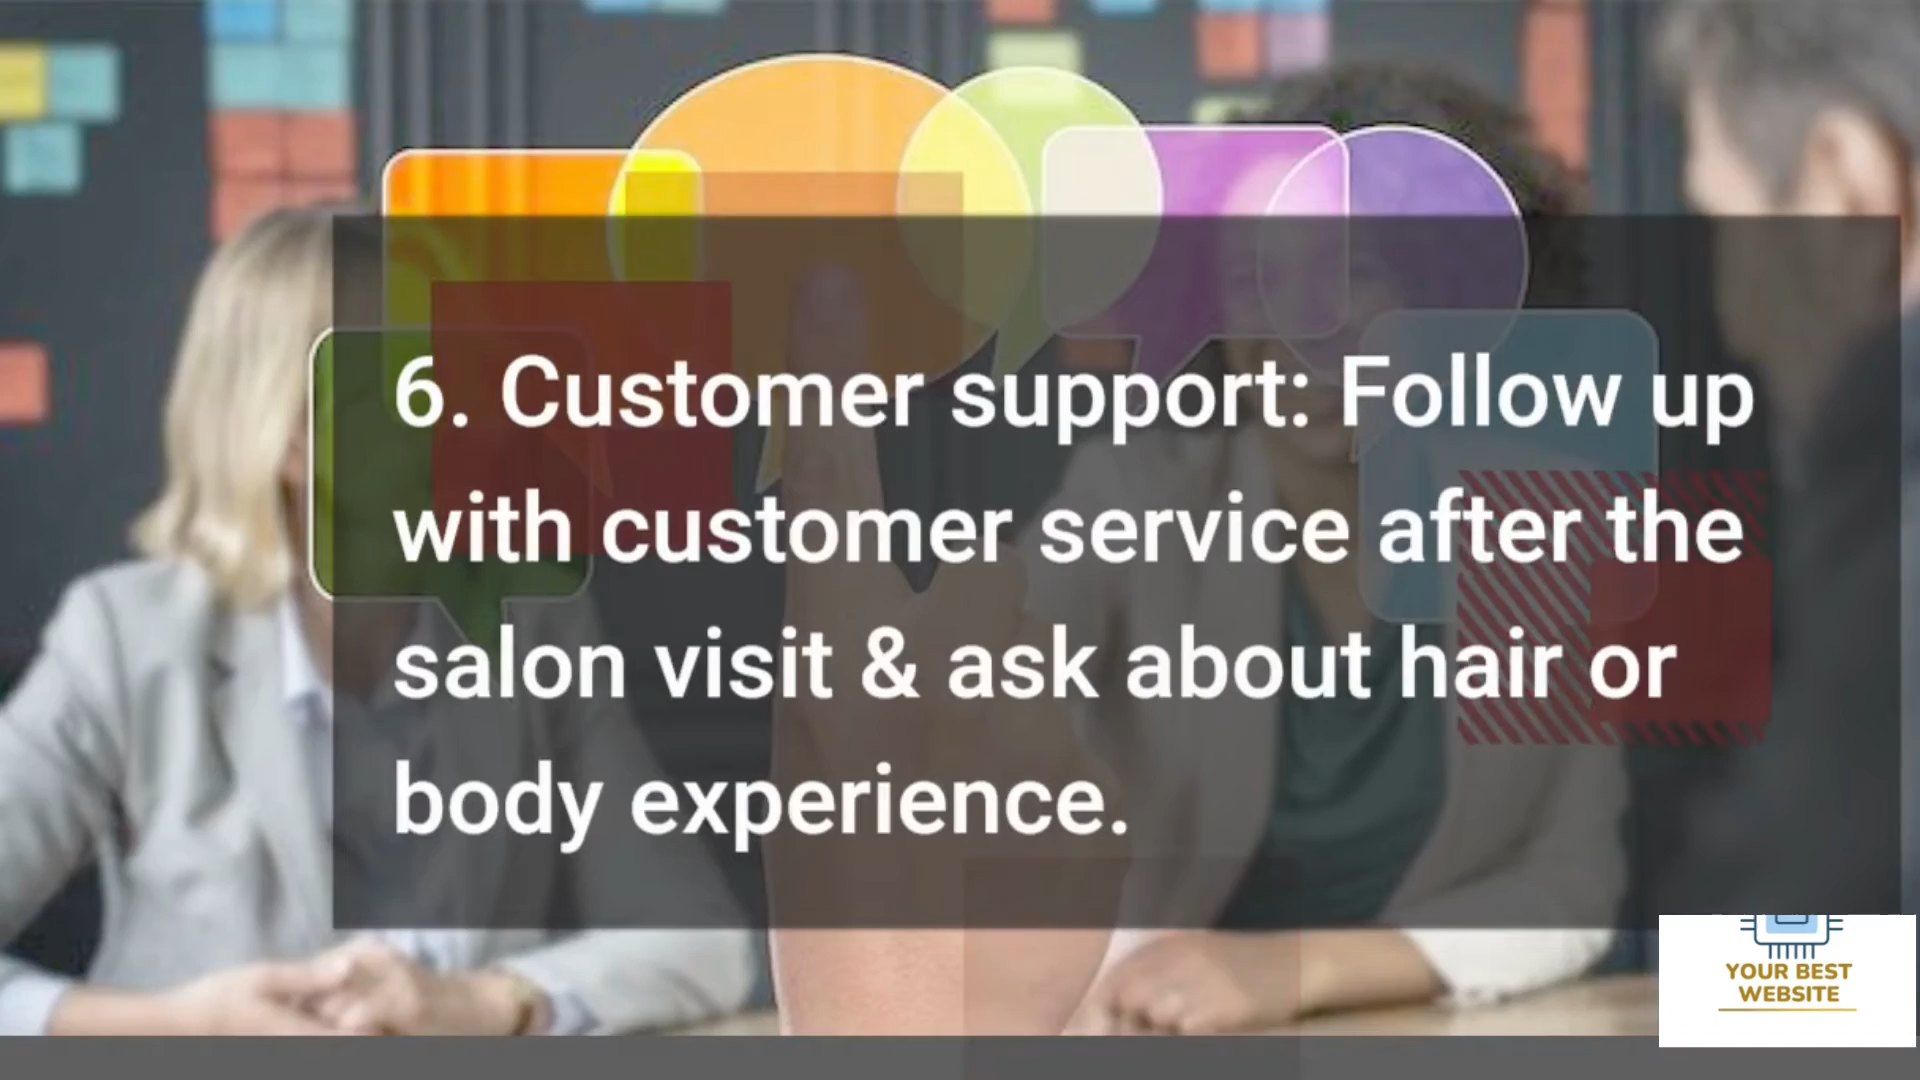 6. Customer support: Follow up
with customer service after the
salon visit & ask about hair or
body experience.
YOUR BEST
WEBSITE